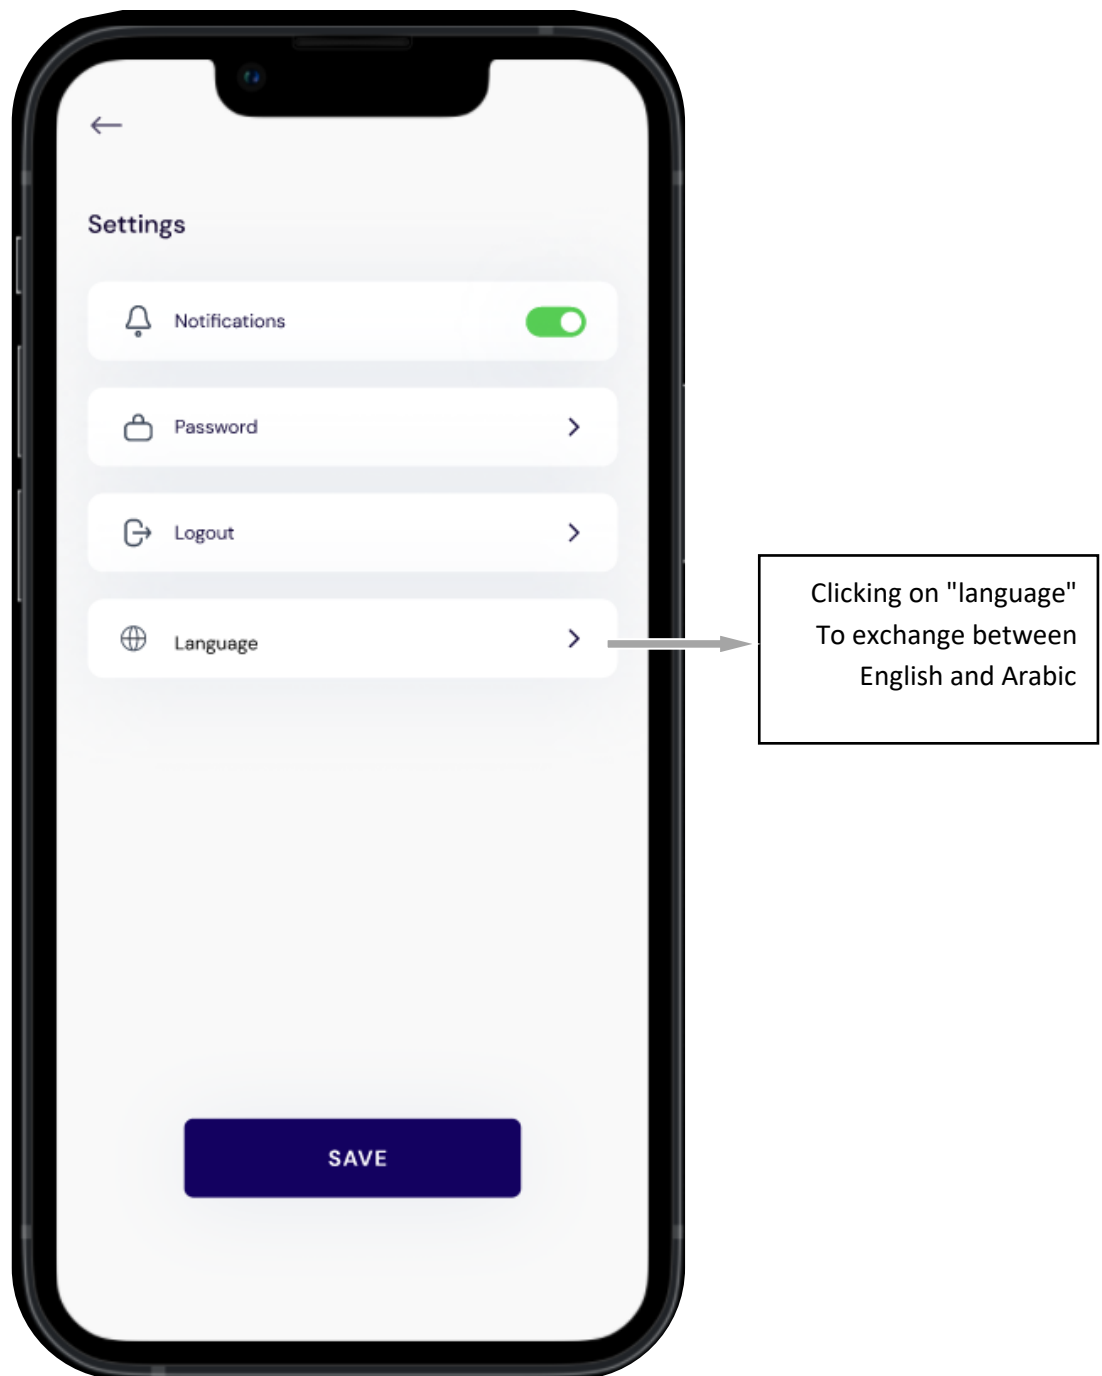 Settings
Notifications
Password
Logout
Language
SAVE
Clicking on "language"
To exchange between
English and Arabic